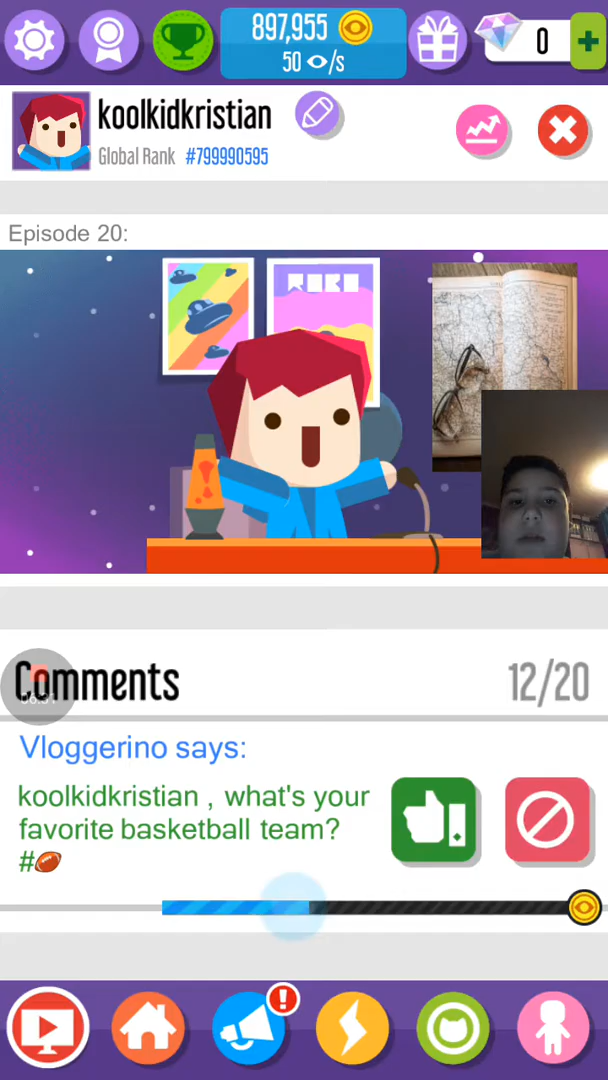 897,955
50 /s
0
koolkidkristian
Global Rank #799990595
Episode 20:
Comments 12/20
Vloggerino says:
koolkidkristian , what's your
favorite basketball team?
#🏈